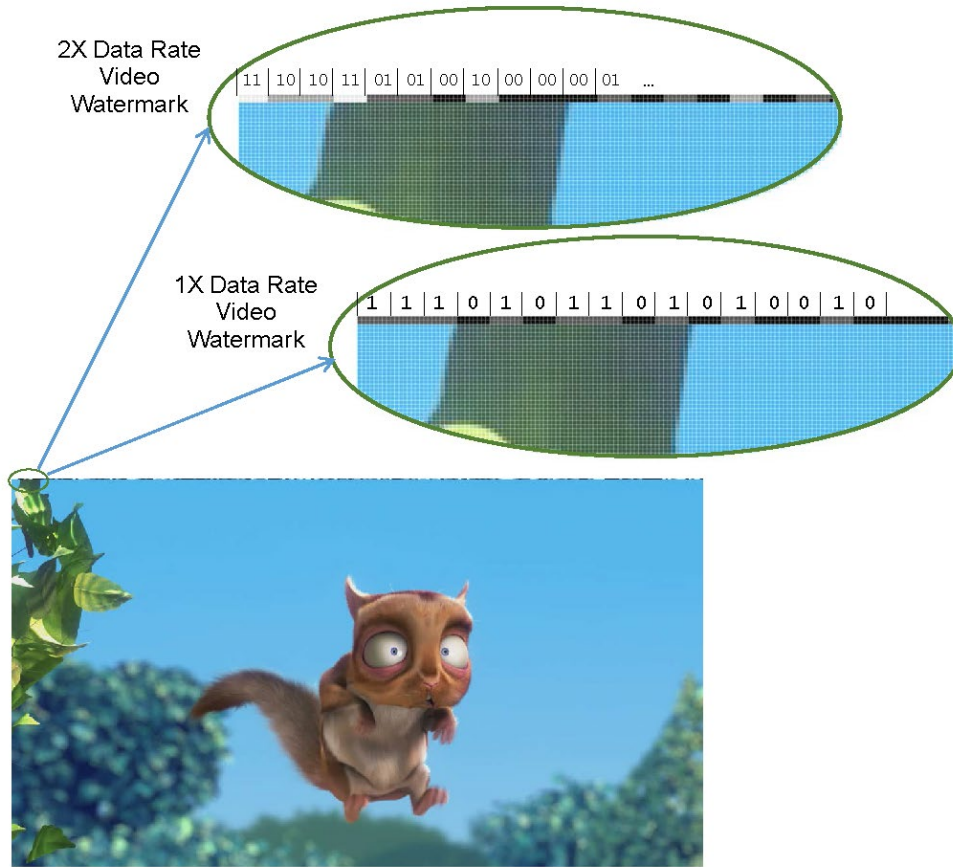 2X Data Rate
Video
Watermark
11 10 10 11 01 01 00 10 00 00 00 01 ...
1X Data Rate
Video
Watermark
1 1 1 0 1 0 1 1 0 1 0 1 0 0 1 0